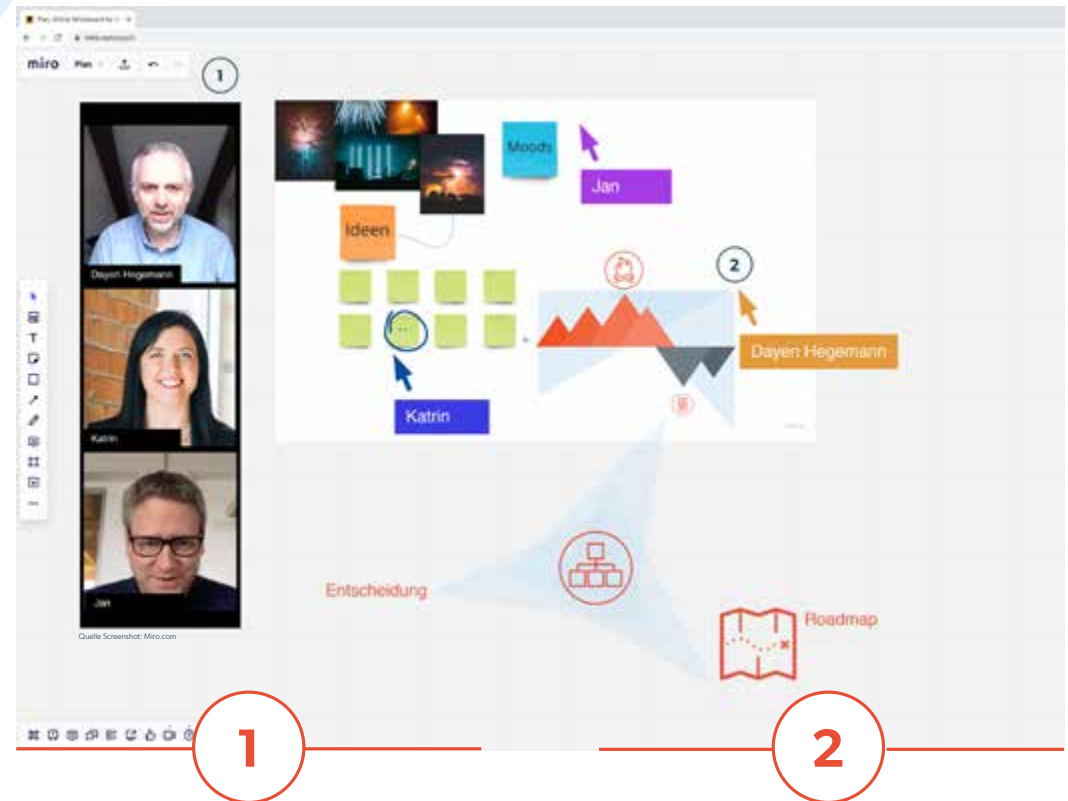 miro
Plan
1
Moods
Jan
Ideen
2
Dayen Hegemann
Dayen Hegemann
Katrin
Katrin
Jan
Entscheidung
Roadmap
Quelle Screenshot: Miro.com
1
2